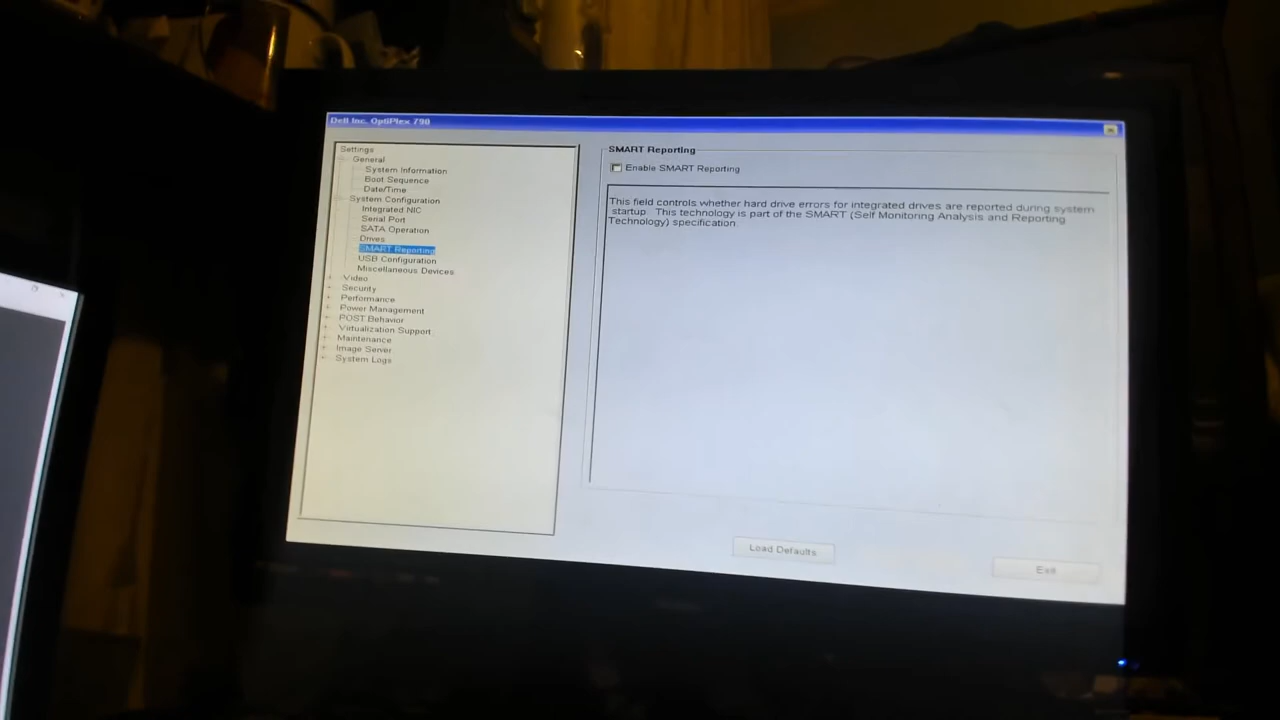 Dell Inc. OptiPlex 790
Settings
General
System Information
Boot Sequence
Date/Time
System Configuration
Integrated NIC
Serial Port
SATA Operation
Drives
SMART Reporting
USB Configuration
Miscellaneous Devices
Video
Security
Performance
Power Management
POST Behavior
Virtualization Support
Maintenance
Image Server
System Logs
SMART Reporting
Enable SMART Reporting
This field controls whether hard drive errors for integrated drives are reported during system
startup. This technology is part of the SMART (Self Monitoring Analysis and Reporting
Technology) specification.
Load Defaults
Exit